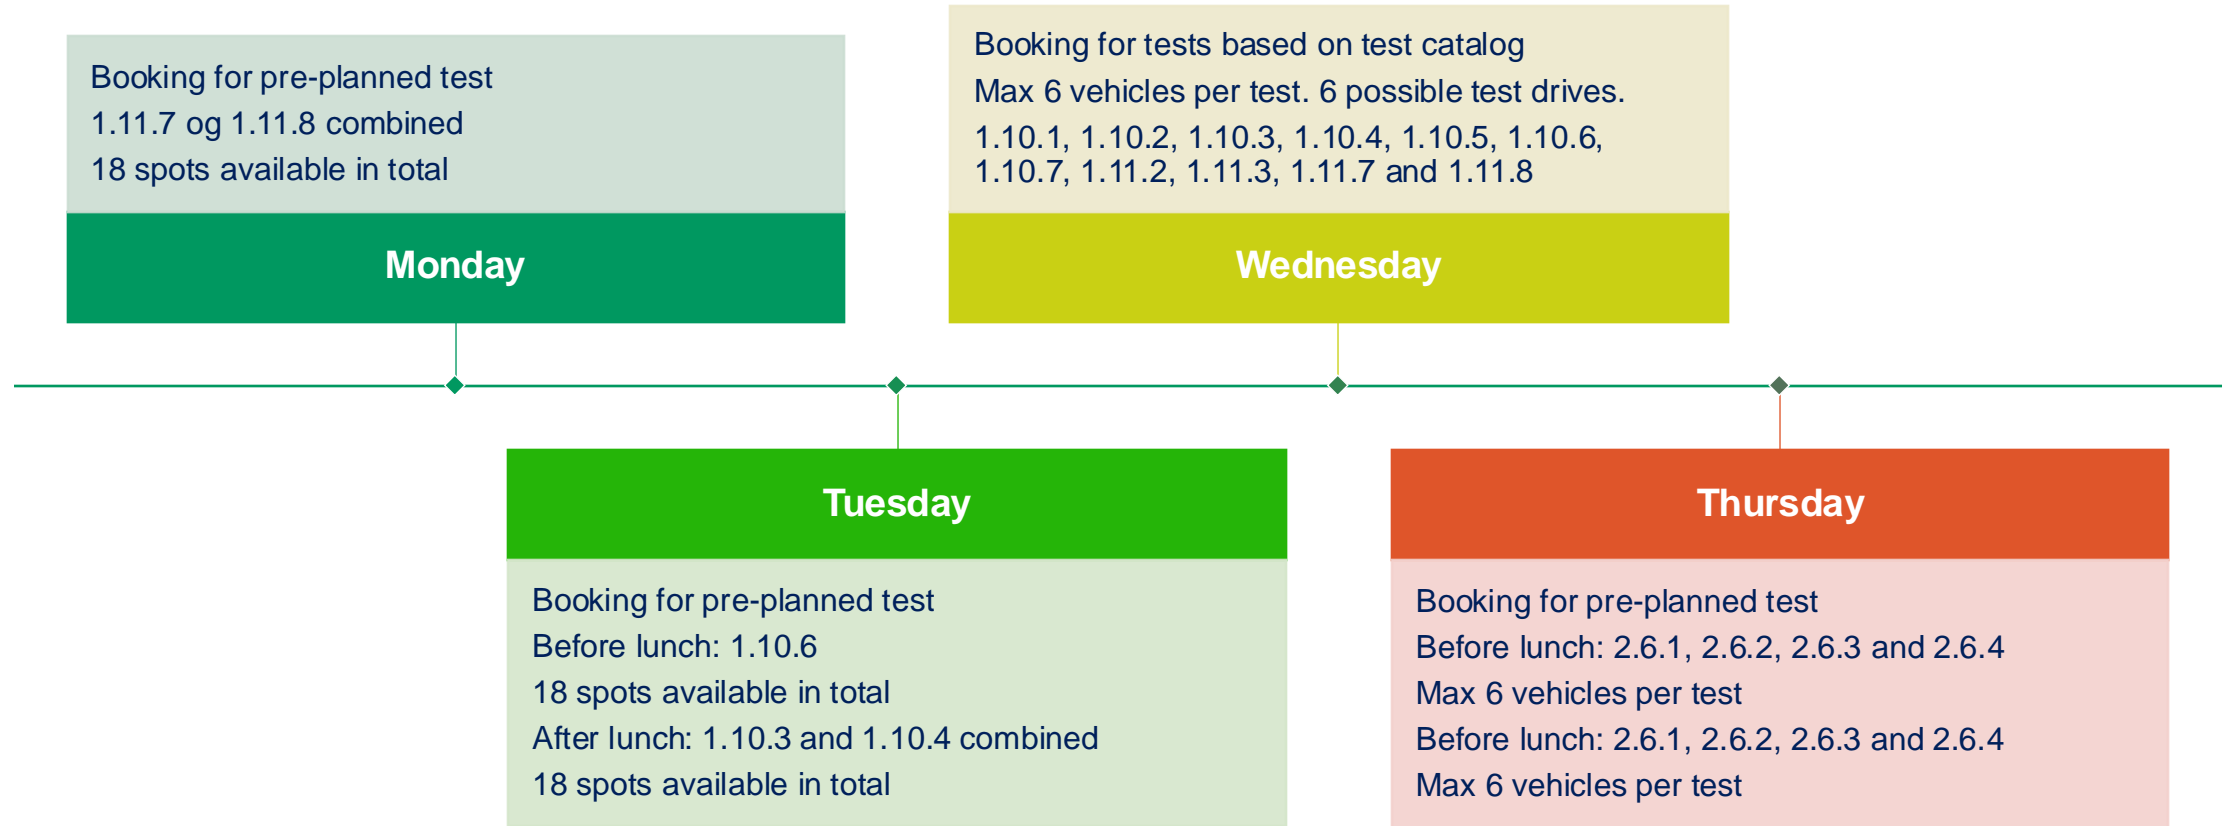 Booking for pre-planned test
1.11.7 og 1.11.8 combined
18 spots available in total
Monday
Booking for tests based on test catalog
Max 6 vehicles per test. 6 possible test drives.
1.10.1, 1.10.2, 1.10.3, 1.10.4, 1.10.5, 1.10.6,
1.10.7, 1.11.2, 1.11.3, 1.11.7 and 1.11.8
Wednesday
Tuesday
Booking for pre-planned test
Before lunch: 1.10.6
18 spots available in total
After lunch: 1.10.3 and 1.10.4 combined
18 spots available in total
Thursday
Booking for pre-planned test
Before lunch: 2.6.1, 2.6.2, 2.6.3 and 2.6.4
Max 6 vehicles per test
Before lunch: 2.6.1, 2.6.2, 2.6.3 and 2.6.4
Max 6 vehicles per test